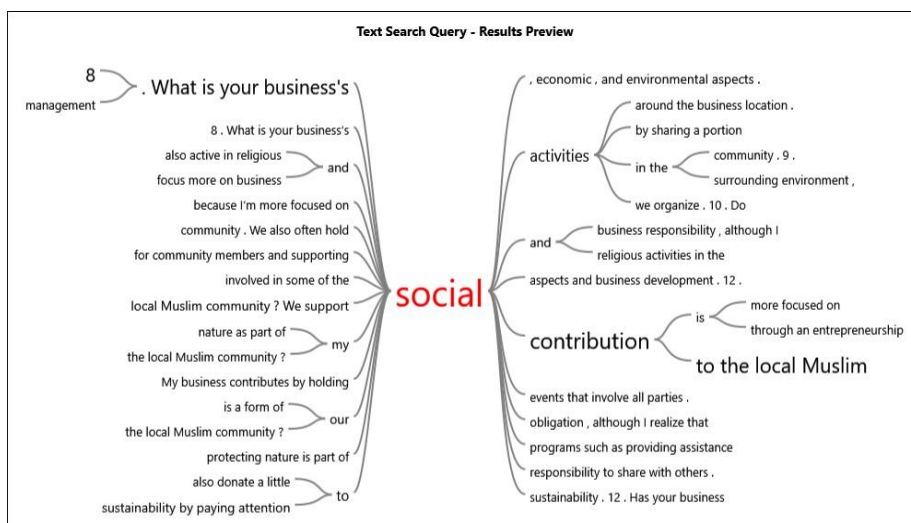 Text Search Query - Results Preview
8
management
. What is your business's
8 . What is your business's
also active in religious
focus more on business
and
because I'm more focused on
community . We also often hold
for community members and supporting
involved in some of the
local Muslim community ? We support
nature as part of
the local Muslim community ?
my
My business contributes by holding
is a form of
the local Muslim community ?
our
protecting nature is part of
also donate a little
sustainability by paying attention
to
social
, economic , and environmental aspects .
activities
around the business location .
by sharing a portion
in the
community . 9 .
surrounding environment ,
we organize . 10 . Do
and
business responsibility , although I
religious activities in the
aspects and business development . 12 .
contribution
is
more focused on
through an entrepreneurship
to the local Muslim
events that involve all parties .
obligation , although I realize that
programs such as providing assistance
responsibility to share with others .
sustainability . 12 . Has your business